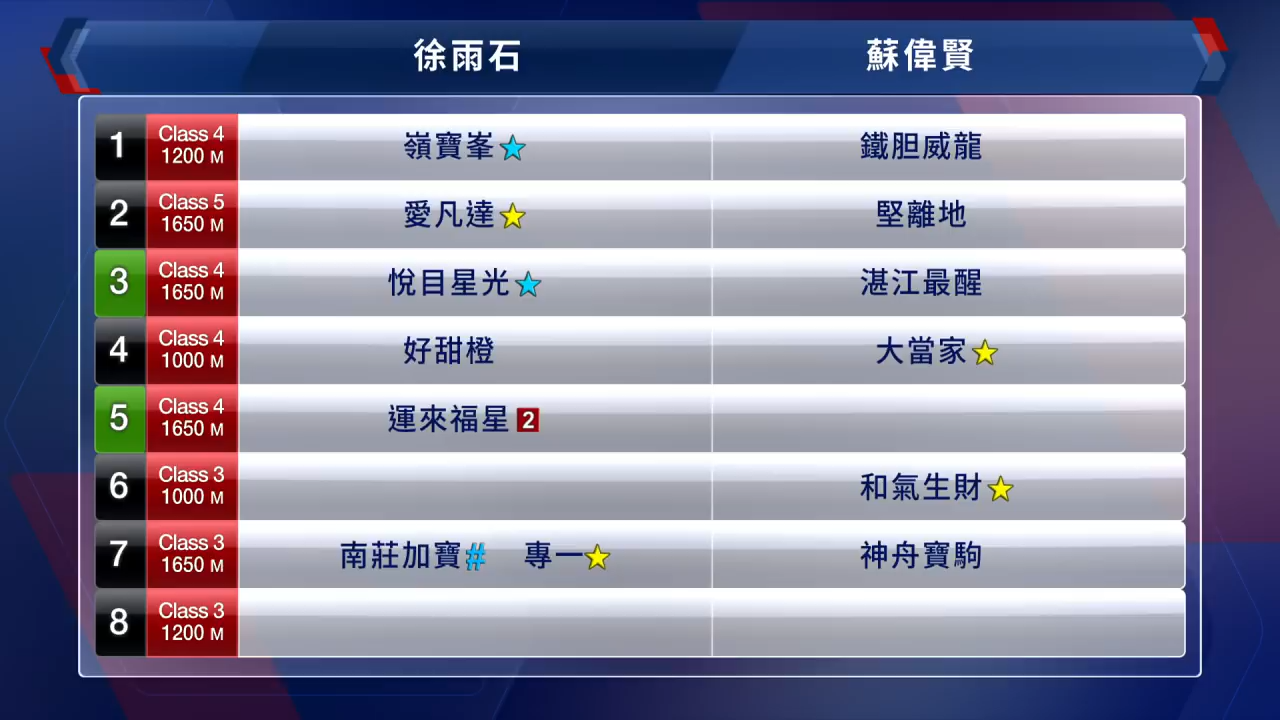 徐雨石 蘇偉賢
1 Class 4 1200 M 嶺寶峯★ 鐵胆威龍
2 Class 5 1650 M 愛凡達★ 堅離地
3 Class 4 1650 M 悅目星光★ 湛江最醒
4 Class 4 1000 M 好甜橙 大當家★
5 Class 4 1650 M 運來福星 2
6 Class 3 1000 M 和氣生財★
7 Class 3 1650 M 南莊加寶# 專一★ 神舟寶駒
8 Class 3 1200 M